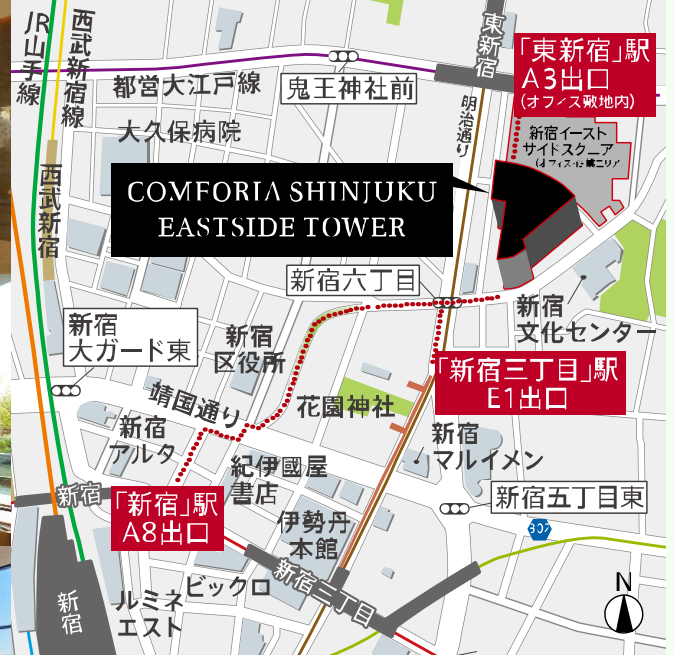 JR山手線
西武新宿線
都営大江戸線
鬼王神社前
東新宿
「東新宿」駅
A3出口
(オフィス敷地内)
明治通り
大久保病院
新宿イースト
サイドスクエア
西武新宿
COMFORIA SHINJUKU
EASTSIDE TOWER
新宿六丁目
新宿
文化センター
新宿
大ガード東
新宿
区役所
「新宿三丁目」駅
E1出口
靖国通り
花園神社
新宿
アルタ
新宿
マルイメン
紀伊國屋
書店
新宿
「新宿」駅
A8出口
新宿五丁目東
伊勢丹
本館
302
新宿三丁目
ビックロ
ルミネ
エスト
新宿
N